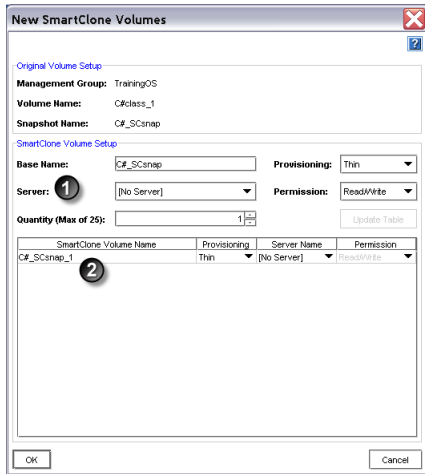 New SmartClone Volumes
?
Original Volume Setup
Management Group: TrainingOS
Volume Name: C#class_1
Snapshot Name: C#_SCsnap
SmartClone Volume Setup
Base Name: C#_SCsnap Provisioning: Thin
Server: 1 [No Server] Permission: Read/Write
Quantity (Max of 25): 1 Update Table
SmartClone Volume Name Provisioning Server Name Permission
C#_SCsnap_1 Thin [No Server] Read/Write
2
OK Cancel